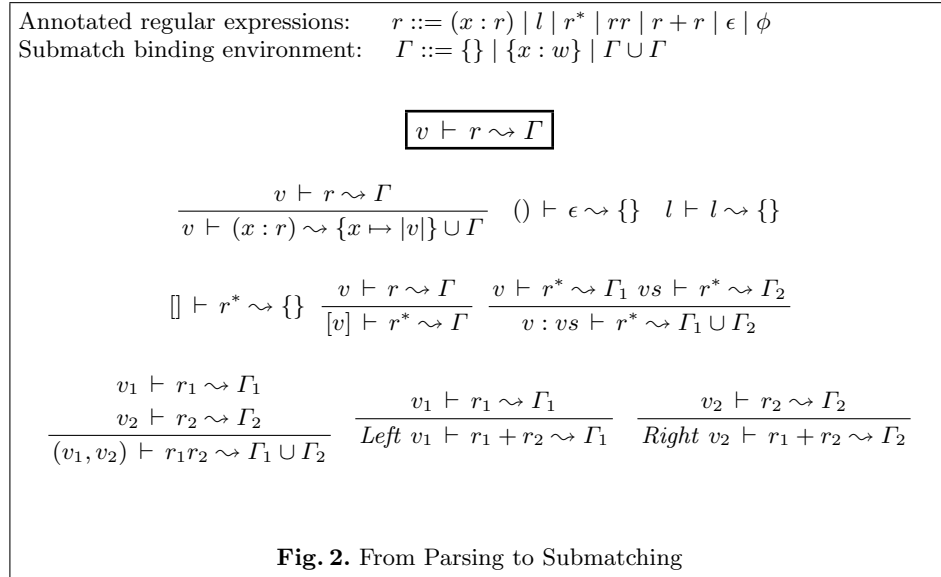 Annotated regular expressions: r ::= (x : r) | l | r* | rr | r + r | ϵ | ϕ
Submatch binding environment: Γ ::= {} | {x : w} | Γ ∪ Γ
v ⊢ r ⇝ Γ
v ⊢ r ⇝ Γ
v ⊢ (x : r) ⇝ {x ↦ |v|} ∪ Γ () ⊢ ϵ ⇝ {} l ⊢ l ⇝ {}
v ⊢ r ⇝ Γ v ⊢ r* ⇝ Γ₁ vs ⊢ r* ⇝ Γ₂
[] ⊢ r* ⇝ {} [v] ⊢ r* ⇝ Γ v : vs ⊢ r* ⇝ Γ₁ ∪ Γ₂
v₁ ⊢ r₁ ⇝ Γ₁
v₂ ⊢ r₂ ⇝ Γ₂ v₁ ⊢ r₁ ⇝ Γ₁ v₂ ⊢ r₂ ⇝ Γ₂
(v₁, v₂) ⊢ r₁r₂ ⇝ Γ₁ ∪ Γ₂ Left v₁ ⊢ r₁ + r₂ ⇝ Γ₁ Right v₂ ⊢ r₁ + r₂ ⇝ Γ₂
Fig. 2. From Parsing to Submatching